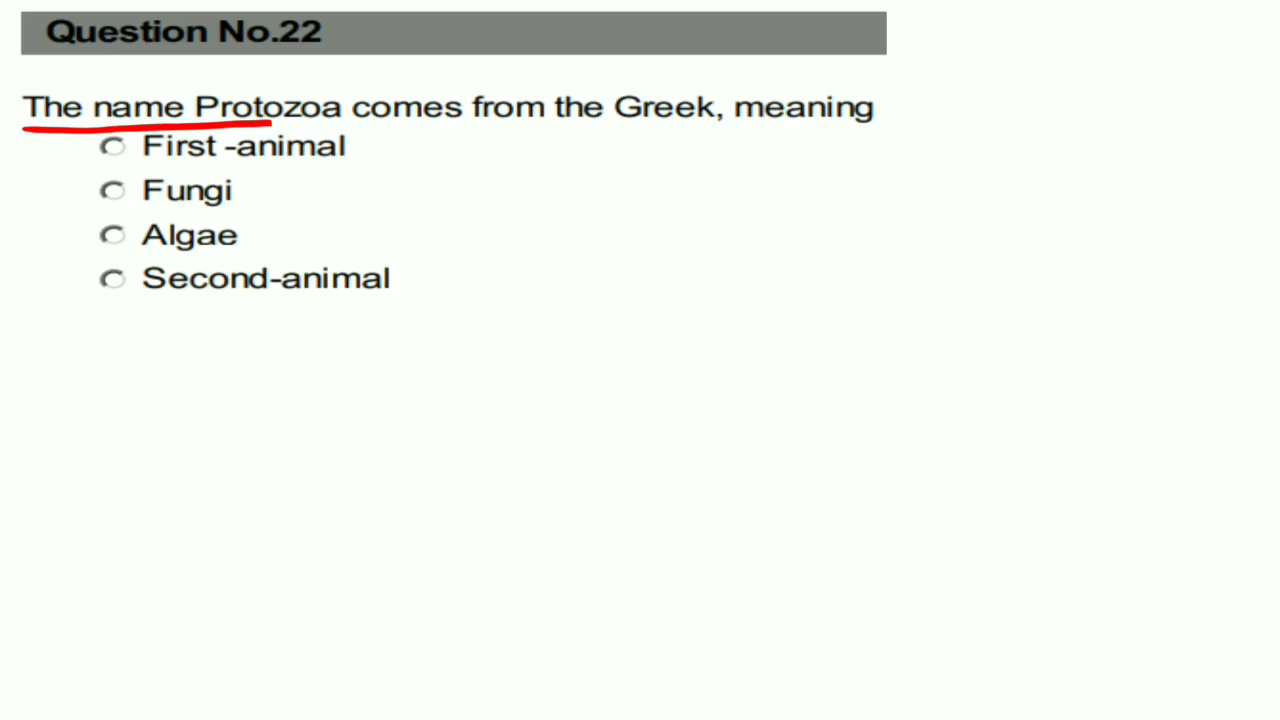 Question No.22
The name Protozoa comes from the Greek, meaning
First -animal
Fungi
Algae
Second-animal